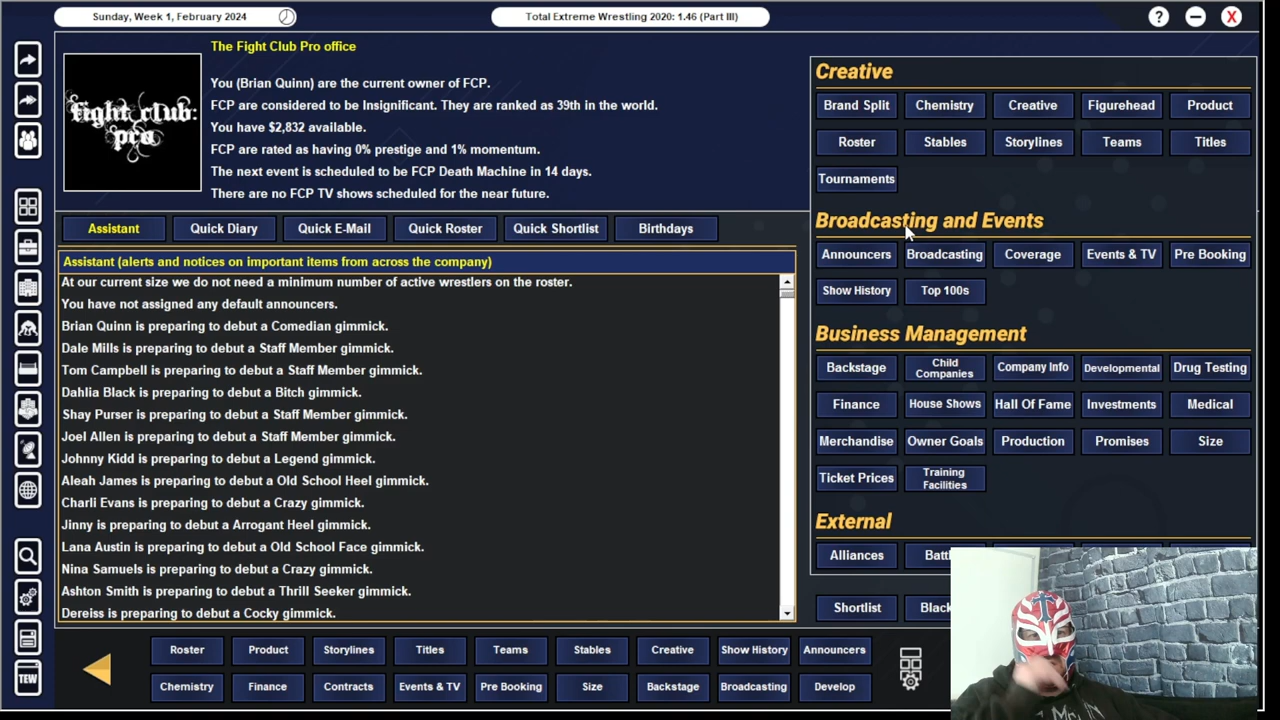 Sunday, Week 1, February 2024
Total Extreme Wrestling 2020: 1.46 (Part III)
?
X
The Fight Club Pro office
fight club:
pro
You (Brian Quinn) are the current owner of FCP.
FCP are considered to be Insignificant. They are ranked as 39th in the world.
You have $2,832 available.
FCP are rated as having 0% prestige and 1% momentum.
The next event is scheduled to be FCP Death Machine in 14 days.
There are no FCP TV shows scheduled for the near future.
Assistant
Quick Diary
Quick E-Mail
Quick Roster
Quick Shortlist
Birthdays
Assistant (alerts and notices on important items from across the company)
At our current size we do not need a minimum number of active wrestlers on the roster.
You have not assigned any default announcers.
Brian Quinn is preparing to debut a Comedian gimmick.
Dale Mills is preparing to debut a Staff Member gimmick.
Tom Campbell is preparing to debut a Staff Member gimmick.
Dahlia Black is preparing to debut a Bitch gimmick.
Shay Purser is preparing to debut a Staff Member gimmick.
Joel Allen is preparing to debut a Staff Member gimmick.
Johnny Kidd is preparing to debut a Legend gimmick.
Aleah James is preparing to debut a Old School Heel gimmick.
Charli Evans is preparing to debut a Crazy gimmick.
Jinny is preparing to debut a Arrogant Heel gimmick.
Lana Austin is preparing to debut a Old School Face gimmick.
Nina Samuels is preparing to debut a Crazy gimmick.
Ashton Smith is preparing to debut a Thrill Seeker gimmick.
Dereiss is preparing to debut a Cocky gimmick.
Creative
Brand Split
Chemistry
Creative
Figurehead
Product
Roster
Stables
Storylines
Teams
Titles
Tournaments
Broadcasting and Events
Announcers
Broadcasting
Coverage
Events & TV
Pre Booking
Show History
Top 100s
Business Management
Backstage
Child
Companies
Company Info
Developmental
Drug Testing
Finance
House Shows
Hall Of Fame
Investments
Medical
Merchandise
Owner Goals
Production
Promises
Size
Ticket Prices
Training
Facilities
External
Alliances
Shortlist
Roster
Product
Storylines
Titles
Teams
Stables
Creative
Show History
Announcers
Chemistry
Finance
Contracts
Events & TV
Pre Booking
Size
Backstage
Broadcasting
Develop
TEW